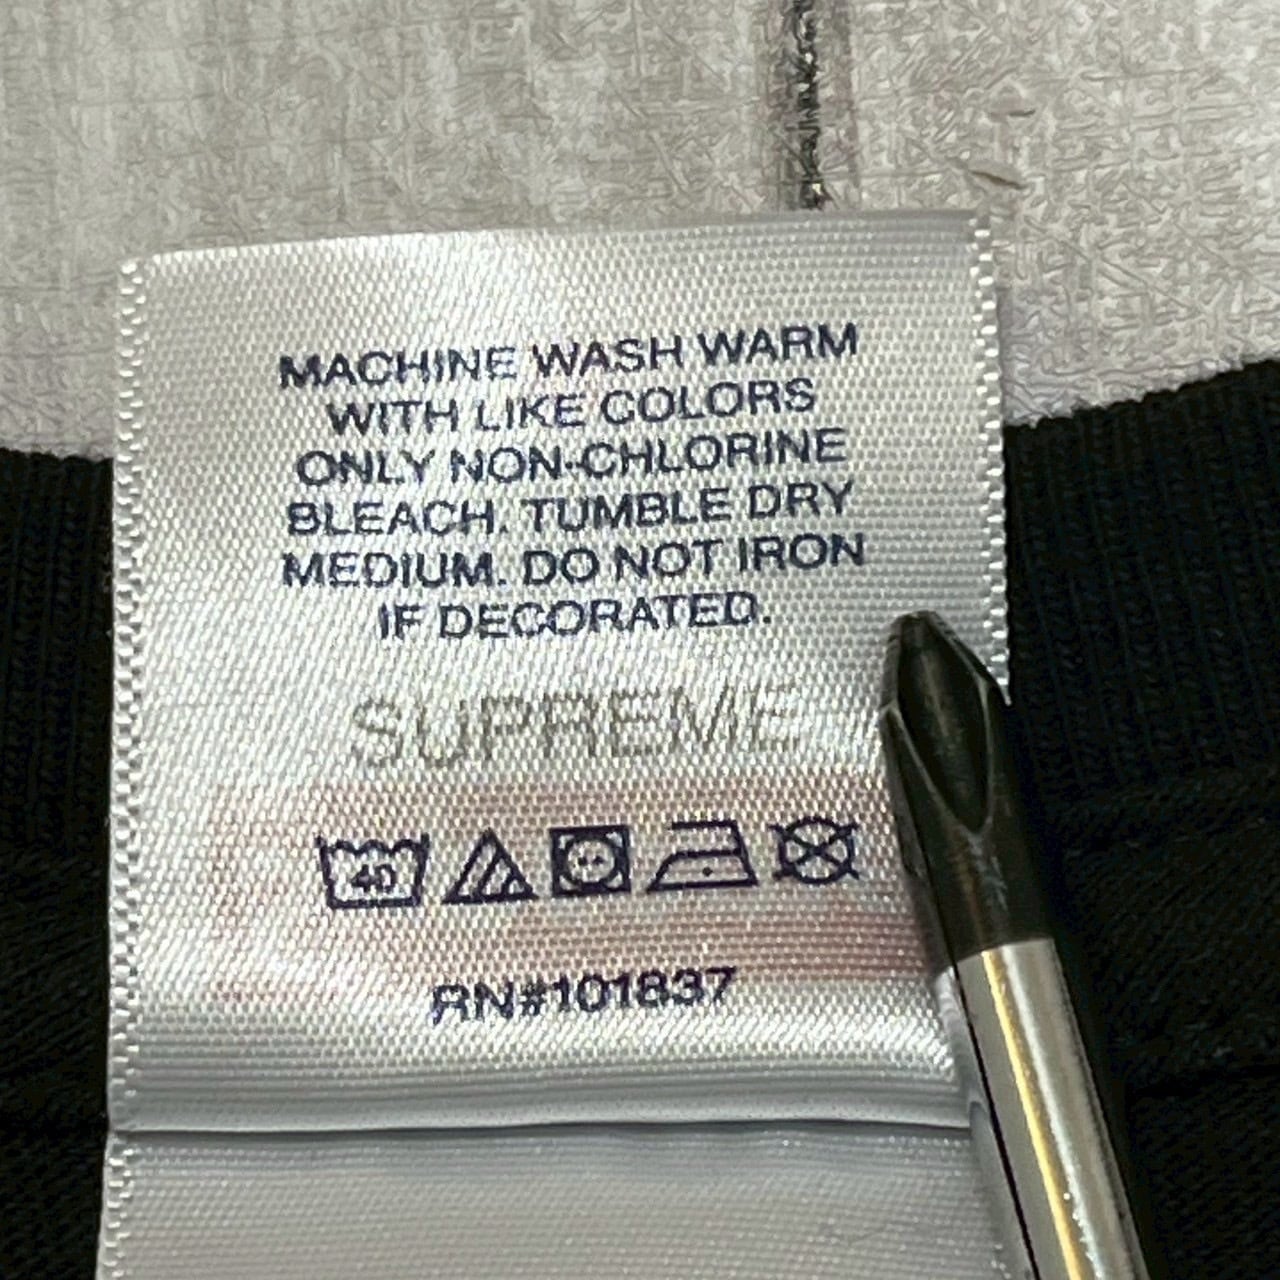 MACHINE WASH WARM
WITH LIKE COLORS
ONLY NON-CHLORINE
BLEACH. TUMBLE DRY
MEDIUM. DO NOT IRON
IF DECORATED.
SUPREME
40
RN#101837